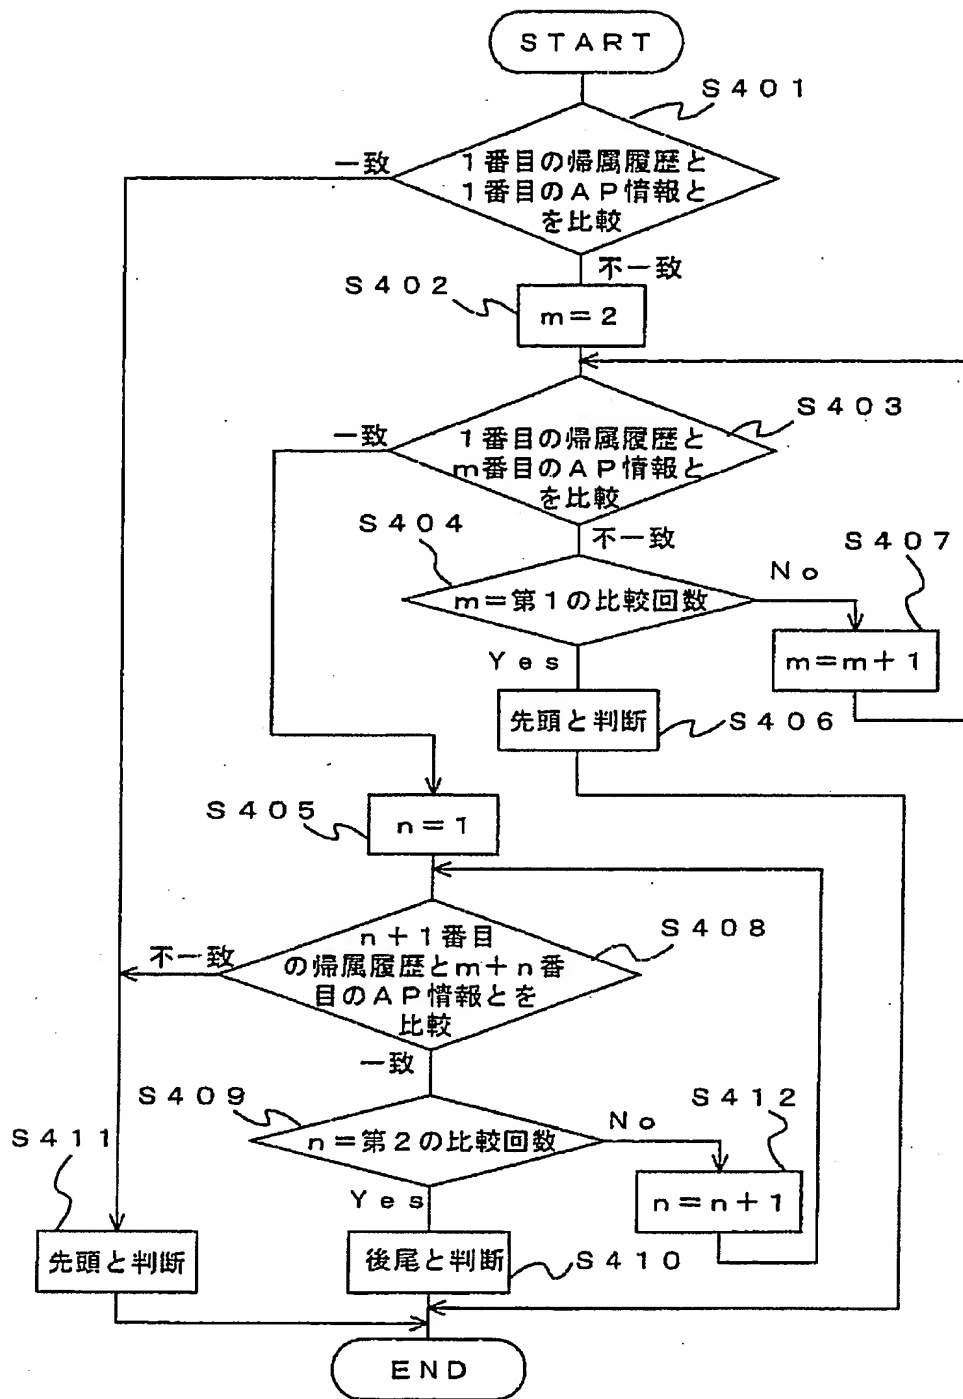 START
S401
一致
1番目の帰属履歴と
1番目のAP情報と
を比較
不一致
S402
m=2
S403
一致
1番目の帰属履歴と
m番目のAP情報と
を比較
S404
不一致
S407
No
m=第1の比較回数
m=m+1
Yes
先頭と判断
S406
S405
n=1
S408
不一致
n+1番目
の帰属履歴とm+n番
目のAP情報とを
比較
一致
S409
S412
No
n=第2の比較回数
n=n+1
S411
Yes
先頭と判断
後尾と判断
S410
END